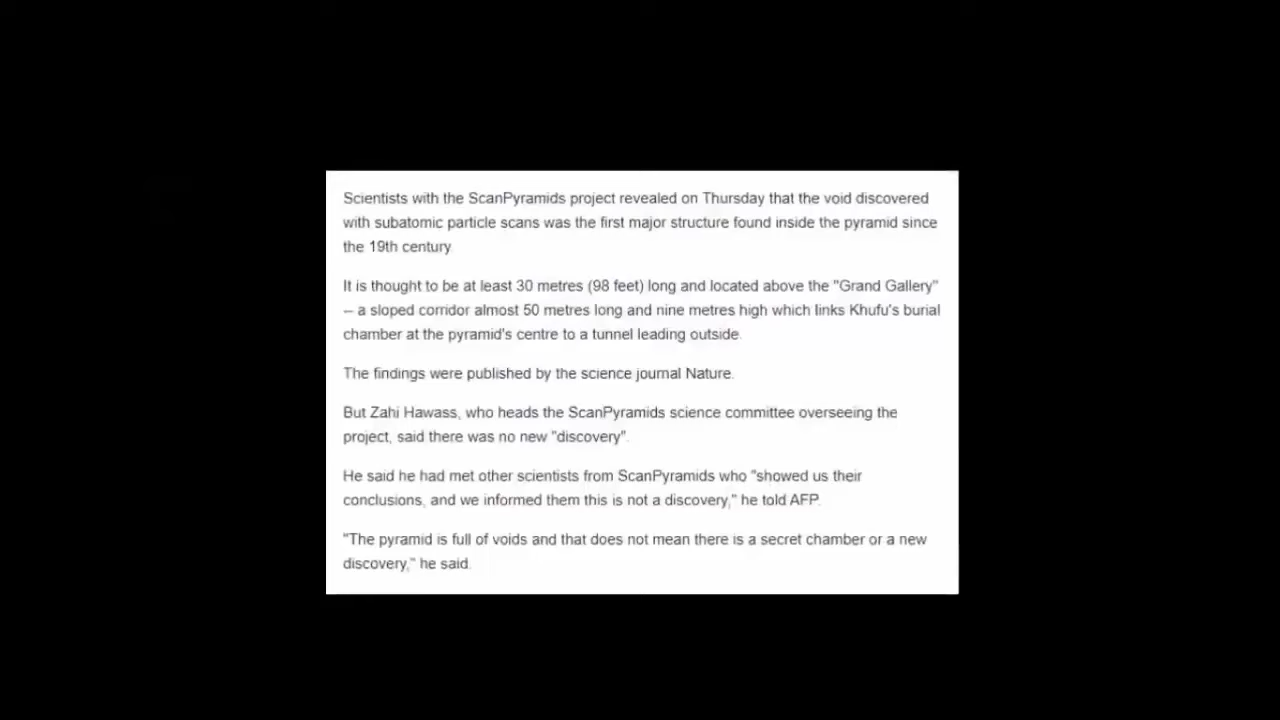 Scientists with the ScanPyramids project revealed on Thursday that the void discovered
with subatomic particle scans was the first major structure found inside the pyramid since
the 19th century
It is thought to be at least 30 metres (98 feet) long and located above the "Grand Gallery"
-- a sloped corridor almost 50 metres long and nine metres high which links Khufu's burial
chamber at the pyramid's centre to a tunnel leading outside.
The findings were published by the science journal Nature.
But Zahi Hawass, who heads the ScanPyramids science committee overseeing the
project, said there was no new "discovery".
He said he had met other scientists from ScanPyramids who "showed us their
conclusions, and we informed them this is not a discovery," he told AFP.
"The pyramid is full of voids and that does not mean there is a secret chamber or a new
discovery," he said.